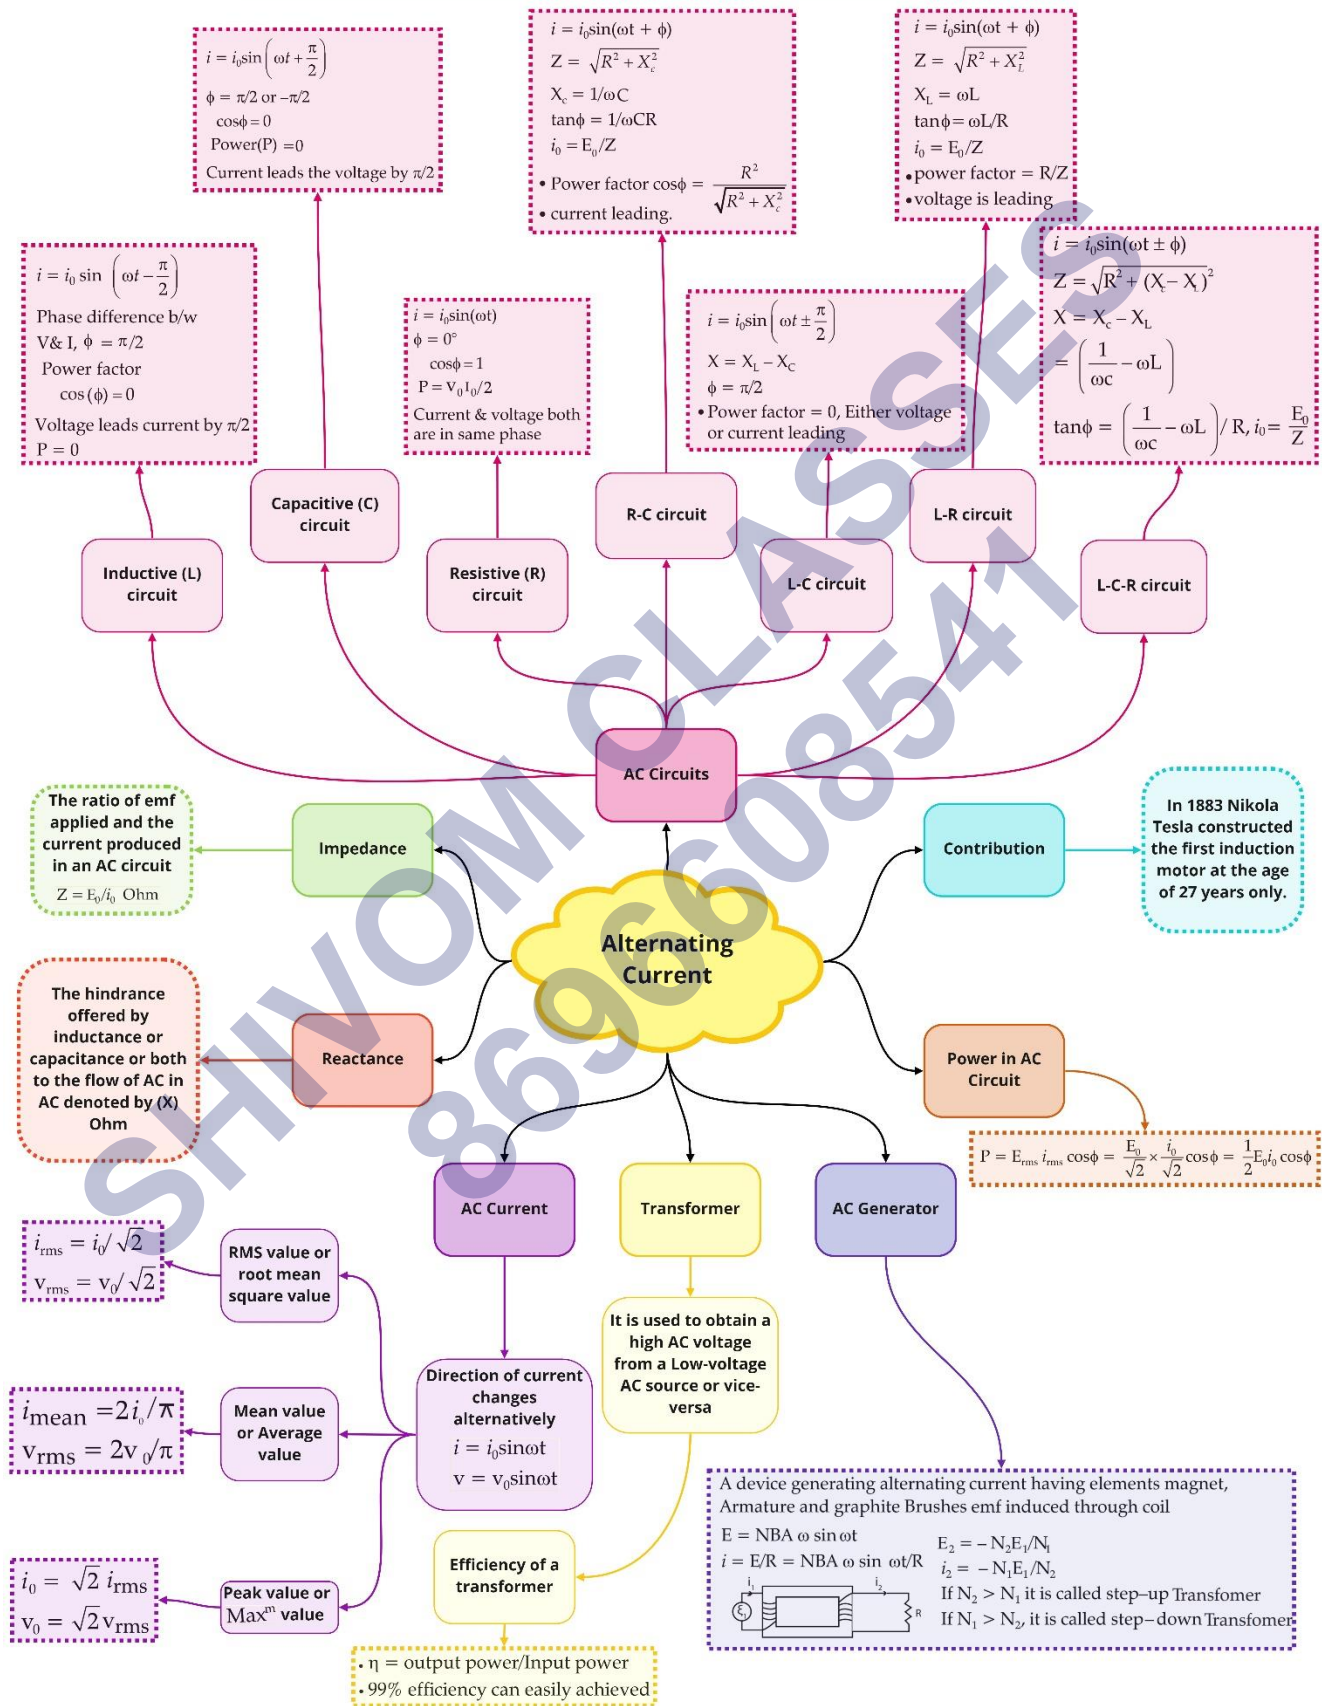 i = i₀sin(ωt + π/2)
ϕ = π/2 or –π/2
cosϕ = 0
Power(P) = 0
Current leads the voltage by π/2
i = i₀sin(ωt + ϕ)
Z = √(R² + X_c²)
X_c = 1/ωC
tanϕ = 1/ωCR
i₀ = E₀/Z
• Power factor cosϕ = R²/√(R² + X_c²)
• current leading.
i = i₀sin(ωt + ϕ)
Z = √(R² + X_L²)
X_L = ωL
tanϕ = ωL/R
i₀ = E₀/Z
• power factor = R/Z
• voltage is leading
i = i₀ sin (ωt – π/2)
Phase difference b/w
V& I, ϕ = π/2
Power factor
cos (ϕ) = 0
Voltage leads current by π/2
P = 0
i = i₀sin(ωt)
ϕ = 0°
cosϕ = 1
P = V₀I₀/2
Current & voltage both
are in same phase
i = i₀sin(ωt ± π/2)
X = X_L – X_C
ϕ = π/2
• Power factor = 0, Either voltage
or current leading
i = i₀sin(ωt ± ϕ)
Z = √(R² + (X_c – X_L)²)
X = X_c – X_L
= (1/ωc – ωL)
tanϕ = (1/ωc – ωL) / R, i₀ = E₀/Z
Inductive (L)
circuit
Capacitive (C)
circuit
Resistive (R)
circuit
R-C circuit
L-C circuit
L-R circuit
L-C-R circuit
AC Circuits
The ratio of emf
applied and the
current produced
in an AC circuit
Z = E₀/i₀ Ohm
Impedance
Contribution
In 1883 Nikola
Tesla constructed
the first induction
motor at the age
of 27 years only.
Alternating
Current
The hindrance
offered by
inductance or
capacitance or both
to the flow of AC in
AC denoted by (X)
Ohm
Reactance
Power in AC
Circuit
P = E_rms i_rms cosϕ = E₀/√2 × i₀/√2 cosϕ = 1/2 E₀i₀ cosϕ
AC Current
Transformer
AC Generator
i_rms = i₀/√2
v_rms = v₀/√2
RMS value or
root mean
square value
i_mean = 2i₀/π
v_rms = 2v₀/π
Mean value
or Average
value
i₀ = √2 i_rms
v₀ = √2 v_rms
Peak value or
Maxᵐ value
Direction of current
changes
alternatively
i = i₀sinωt
v = v₀sinωt
It is used to obtain a
high AC voltage
from a Low-voltage
AC source or vice-
versa
Efficiency of a
transformer
• η = output power/Input power
• 99% efficiency can easily achieved
A device generating alternating current having elements magnet,
Armature and graphite Brushes emf induced through coil
E = NBA ω sin ωt
i = E/R = NBA ω sin ωt/R
E₂ = – N₂E₁/N₁
i₂ = – N₁E₁/N₂
If N₂ > N₁ it is called step–up Transfomer
If N₁ > N₂, it is called step–down Transfomer
i₁
i₂
ξ₁
R
SHIVOM CLASSES
8696608541